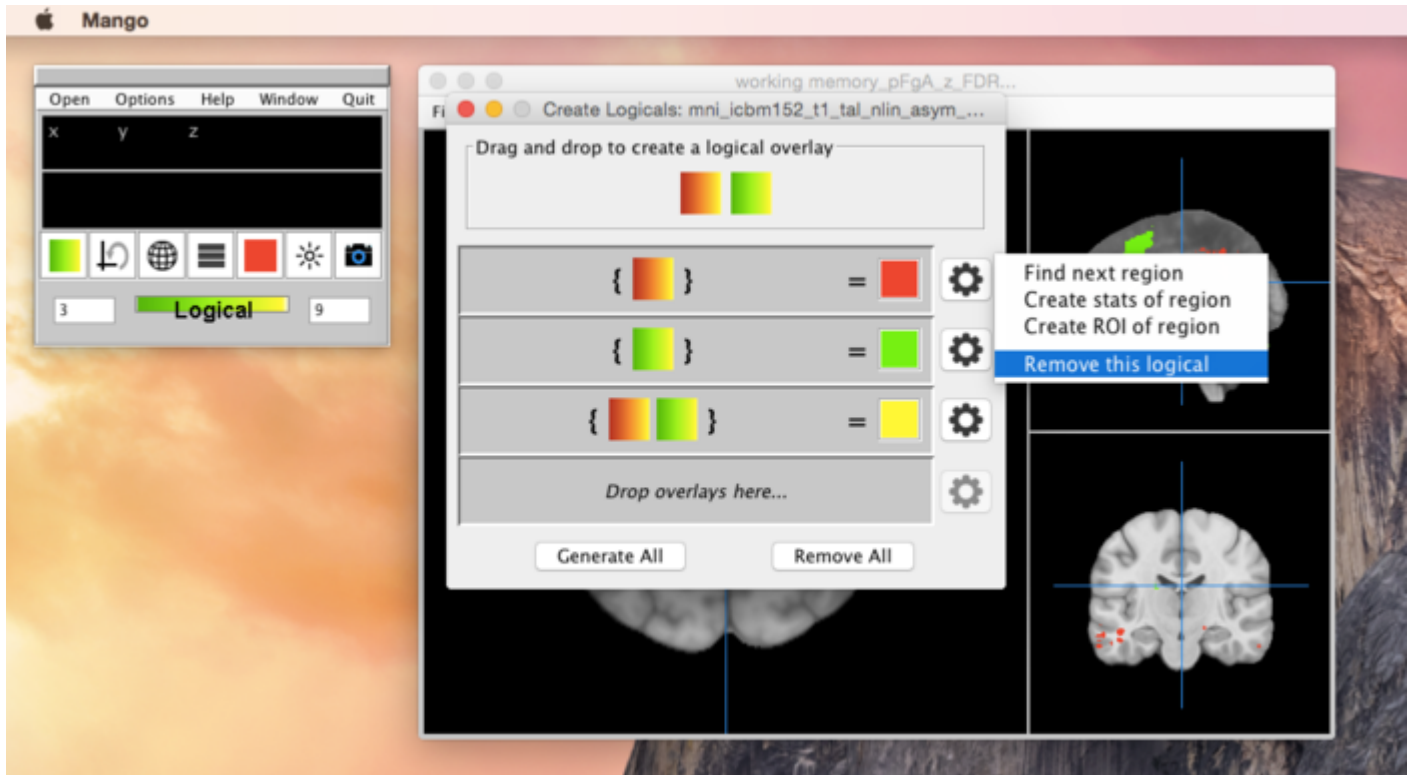 Mango
Open Options Help Window Quit
x y z
3 Logical 9
working memory_pFgA_z_FDR...
Fi
Create Logicals: mni_icbm152_t1_tal_nlin_asym_...
Drag and drop to create a logical overlay
{ } =
{ } =
{ } =
Drop overlays here...
Generate All Remove All
Find next region
Create stats of region
Create ROI of region
Remove this logical